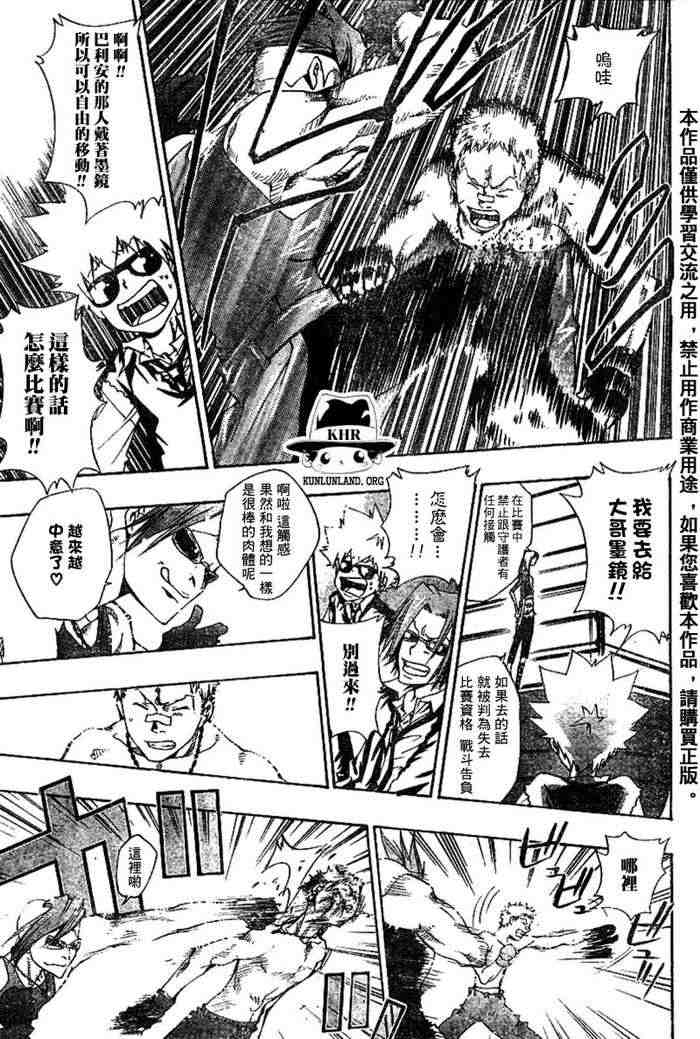 嗚哇
啊啊!!
巴利安的那人戴著墨鏡
所以可以自由的移動!!
這樣的話
怎麼比賽啊!!
KHR
KUNLUNLAND.ORG
我要去給
大哥墨鏡!!
在比賽中
禁止跟守護者有
任何接觸
如果去的話
就被判為失去
比賽資格 戰斗告負
怎麼會…
……!!
別過來!!
啊啦 這觸感
果然和我想的一樣
是很棒的肉體呢
越來越
中意了♡
哪裡
這裡喲
本作品僅供學習交流之用，禁止用作商業用途，如果您喜歡本作品，請購買正版。